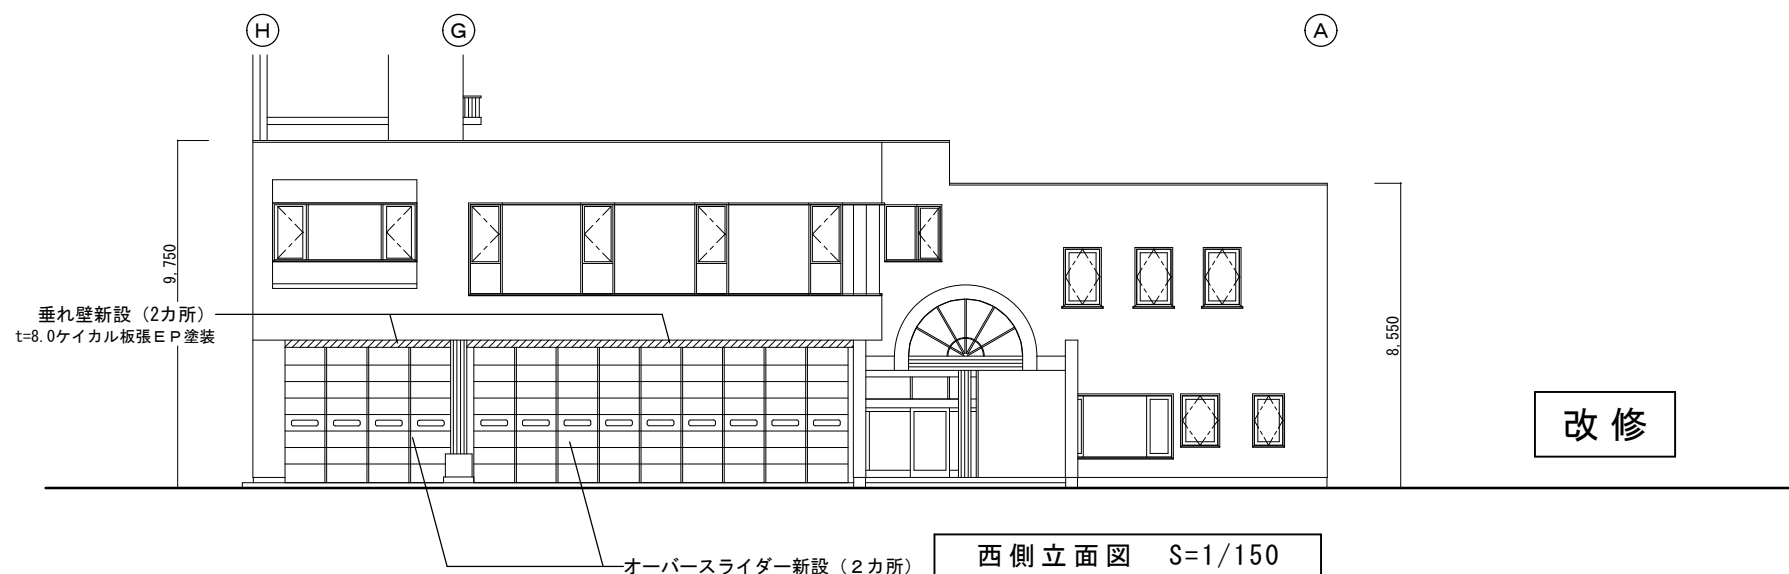 H
G
A
9,750
垂れ壁新設（2カ所）
t=8.0ケイカル板張ＥＰ塗装
8,550
改修
オーバースライダー新設（２カ所）
西側立面図 S=1/150